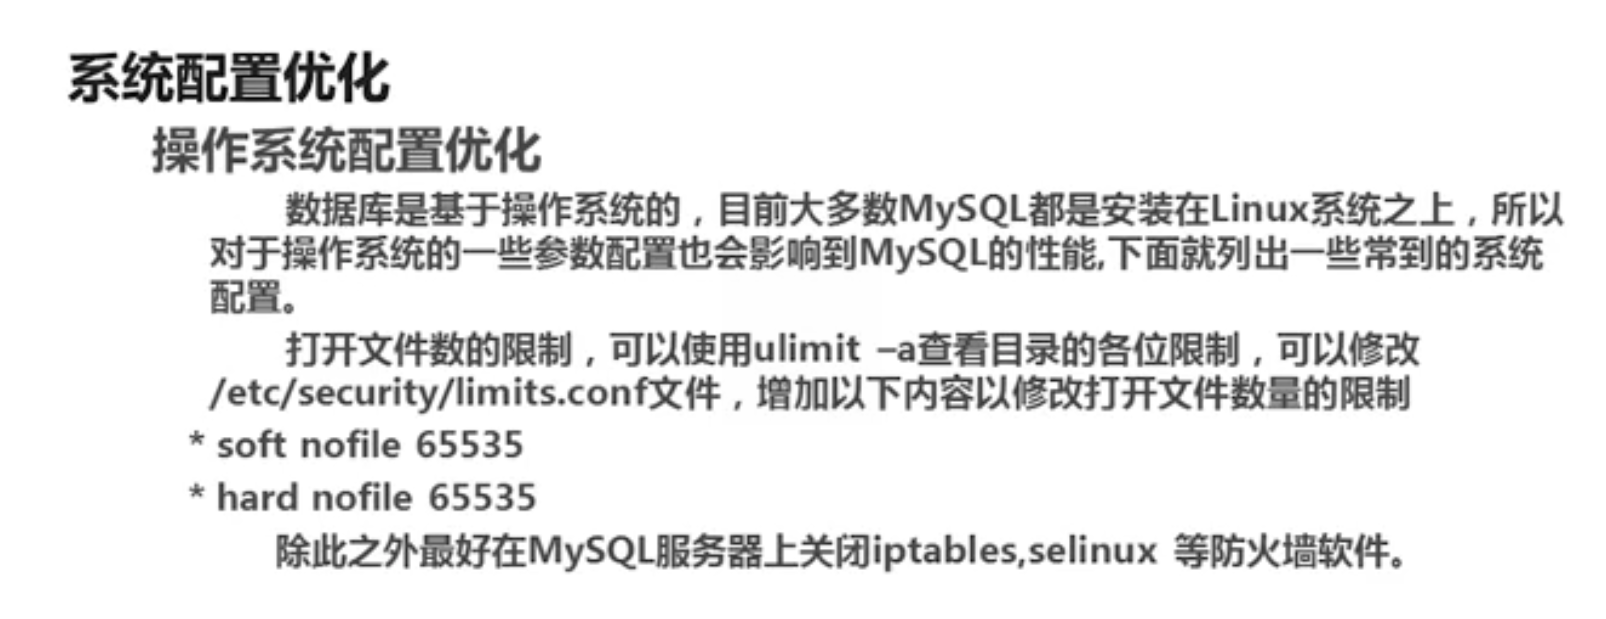 系统配置优化
操作系统配置优化
数据库是基于操作系统的，目前大多数MySQL都是安装在Linux系统之上，所以
对于操作系统的一些参数配置也会影响到MySQL的性能,下面就列出一些常到的系统
配置。
打开文件数的限制，可以使用ulimit –a查看目录的各位限制，可以修改
/etc/security/limits.conf文件，增加以下内容以修改打开文件数量的限制
* soft nofile 65535
* hard nofile 65535
除此之外最好在MySQL服务器上关闭iptables,selinux 等防火墙软件。